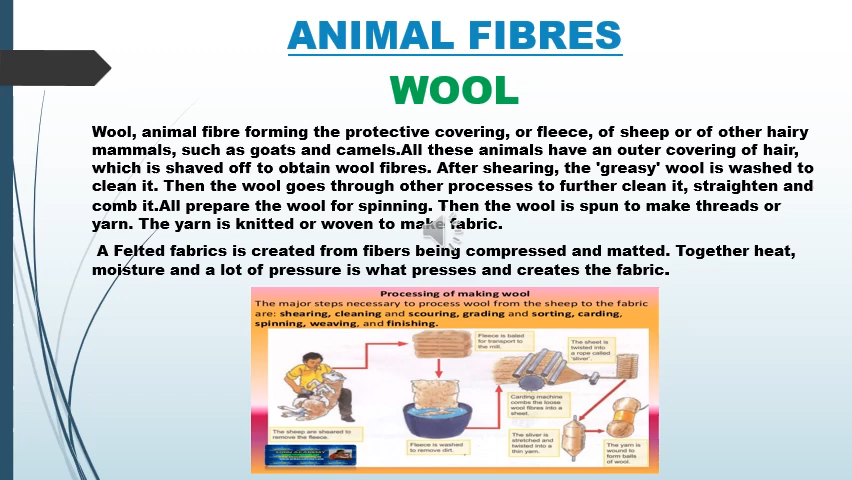 ANIMAL FIBRES
WOOL
Wool, animal fibre forming the protective covering, or fleece, of sheep or of other hairy
mammals, such as goats and camels.All these animals have an outer covering of hair,
which is shaved off to obtain wool fibres. After shearing, the 'greasy' wool is washed to
clean it. Then the wool goes through other processes to further clean it, straighten and
comb it.All prepare the wool for spinning. Then the wool is spun to make threads or
yarn. The yarn is knitted or woven to make fabric.
A Felted fabrics is created from fibers being compressed and matted. Together heat,
moisture and a lot of pressure is what presses and creates the fabric.
Processing of making wool
The major steps necessary to process wool from the sheep to the fabric
are: shearing, cleaning and scouring, grading and sorting, carding,
spinning, weaving, and finishing.
Fleece is baled
for transport to
the mill.
The sheet is
twisted into
a rope called
'sliver'.
Carding machine
combs the loose
wool fibres into a
sheet.
The sheep are sheared to
remove the fleece.
Fleece is washed
to remove dirt.
The sliver is
stretched and
twisted into a
thin yarn.
The yarn is
wound to
form balls
of wool.